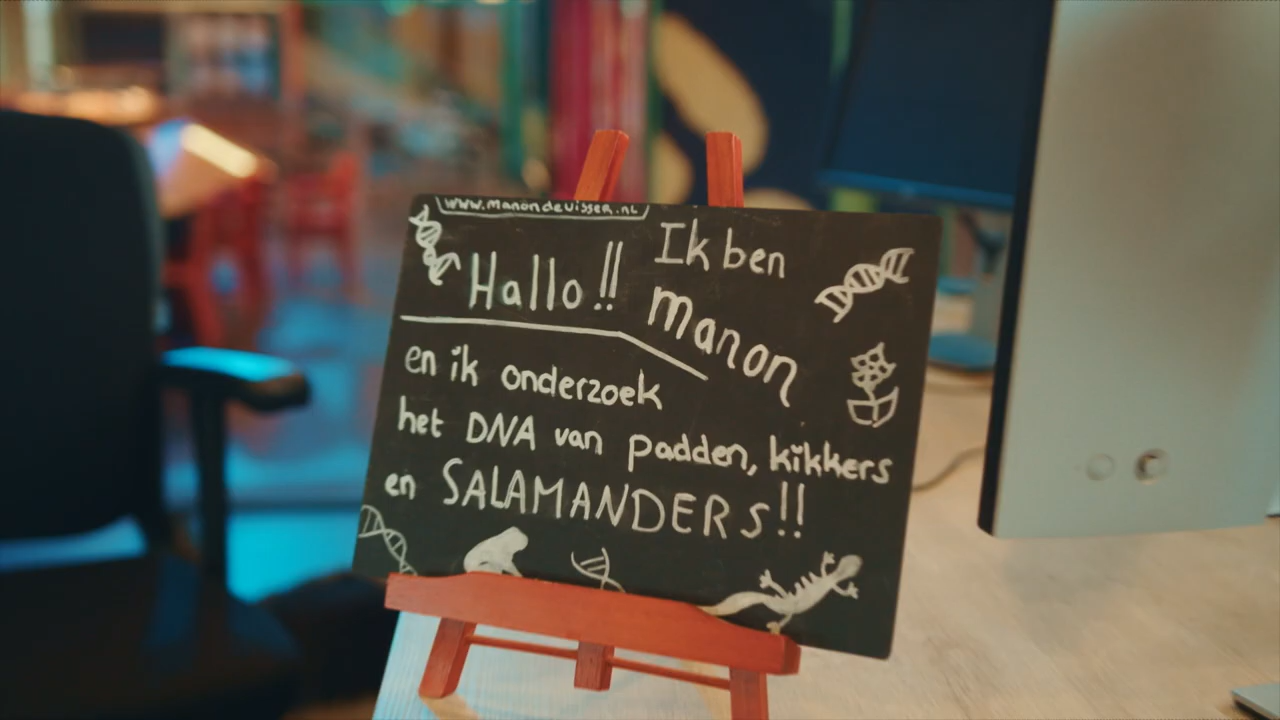 www.manondevisser.nl
Hallo!!
Ik ben
Manon
en ik onderzoek
het DNA van padden, kikkers
en SALAMANDERS!!